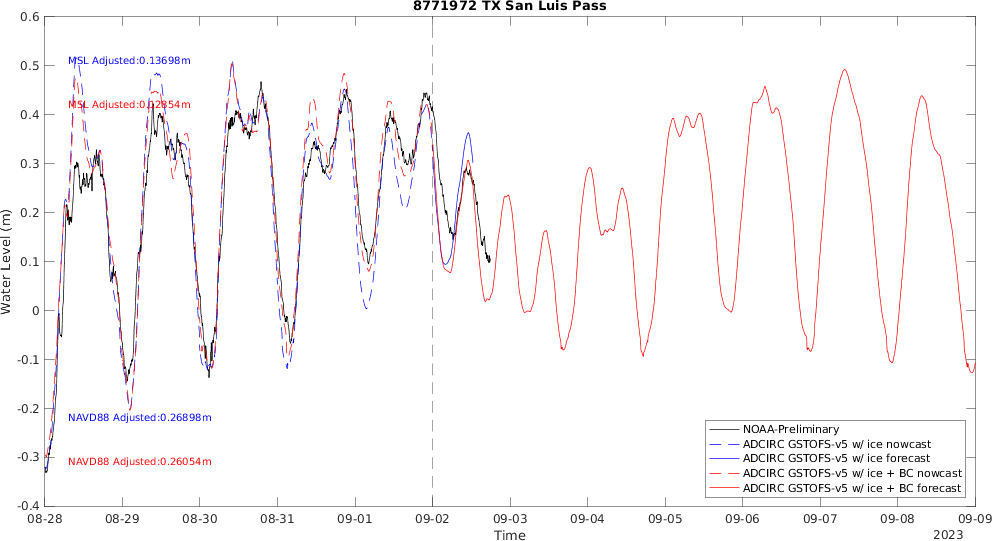 8771972 TX San Luis Pass
0.6
0.5
0.4
0.3
0.2
0.1
0
-0.1
-0.2
-0.3
-0.4
Water Level (m)
MSL Adjusted:0.13698m
MSL Adjusted:0.12854m
NAVD88 Adjusted:0.26898m
NAVD88 Adjusted:0.26054m
NOAA-Preliminary
ADCIRC GSTOFS-v5 w/ ice nowcast
ADCIRC GSTOFS-v5 w/ ice forecast
ADCIRC GSTOFS-v5 w/ ice + BC nowcast
ADCIRC GSTOFS-v5 w/ ice + BC forecast
08-28 08-29 08-30 08-31 09-01 09-02 09-03 09-04 09-05 09-06 09-07 09-08 09-09
Time
2023